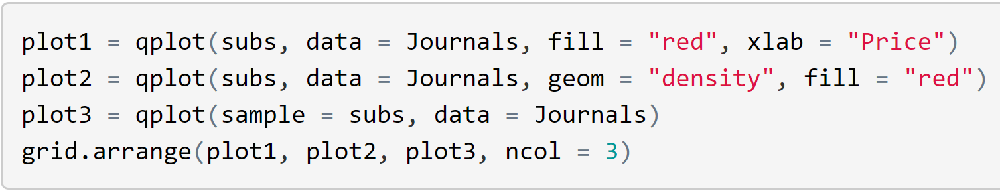 plot1 = qplot(subs, data = Journals, fill = "red", xlab = "Price")
plot2 = qplot(subs, data = Journals, geom = "density", fill = "red")
plot3 = qplot(sample = subs, data = Journals)
grid.arrange(plot1, plot2, plot3, ncol = 3)